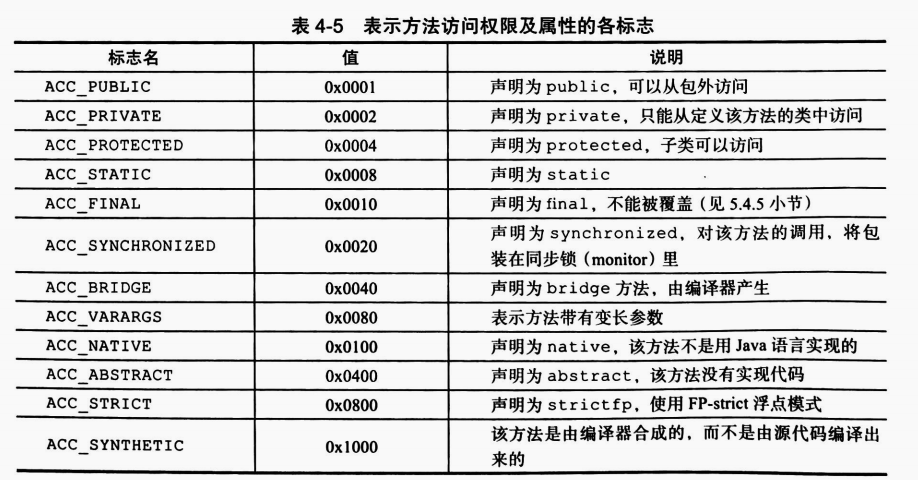 表 4-5 表示方法访问权限及属性的各标志
标志名 值 说明
ACC_PUBLIC 0x0001 声明为 public，可以从包外访问
ACC_PRIVATE 0x0002 声明为 private，只能从定义该方法的类中访问
ACC_PROTECTED 0x0004 声明为 protected，子类可以访问
ACC_STATIC 0x0008 声明为 static
ACC_FINAL 0x0010 声明为 final，不能被覆盖（见 5.4.5 小节）
ACC_SYNCHRONIZED 0x0020 声明为 synchronized，对该方法的调用，将包
装在同步锁（monitor）里
ACC_BRIDGE 0x0040 声明为 bridge 方法，由编译器产生
ACC_VARARGS 0x0080 表示方法带有变长参数
ACC_NATIVE 0x0100 声明为 native，该方法不是用 Java 语言实现的
ACC_ABSTRACT 0x0400 声明为 abstract，该方法没有实现代码
ACC_STRICT 0x0800 声明为 strictfp，使用 FP-strict 浮点模式
ACC_SYNTHETIC 0x1000 该方法是由编译器合成的，而不是由源代码编译出
来的